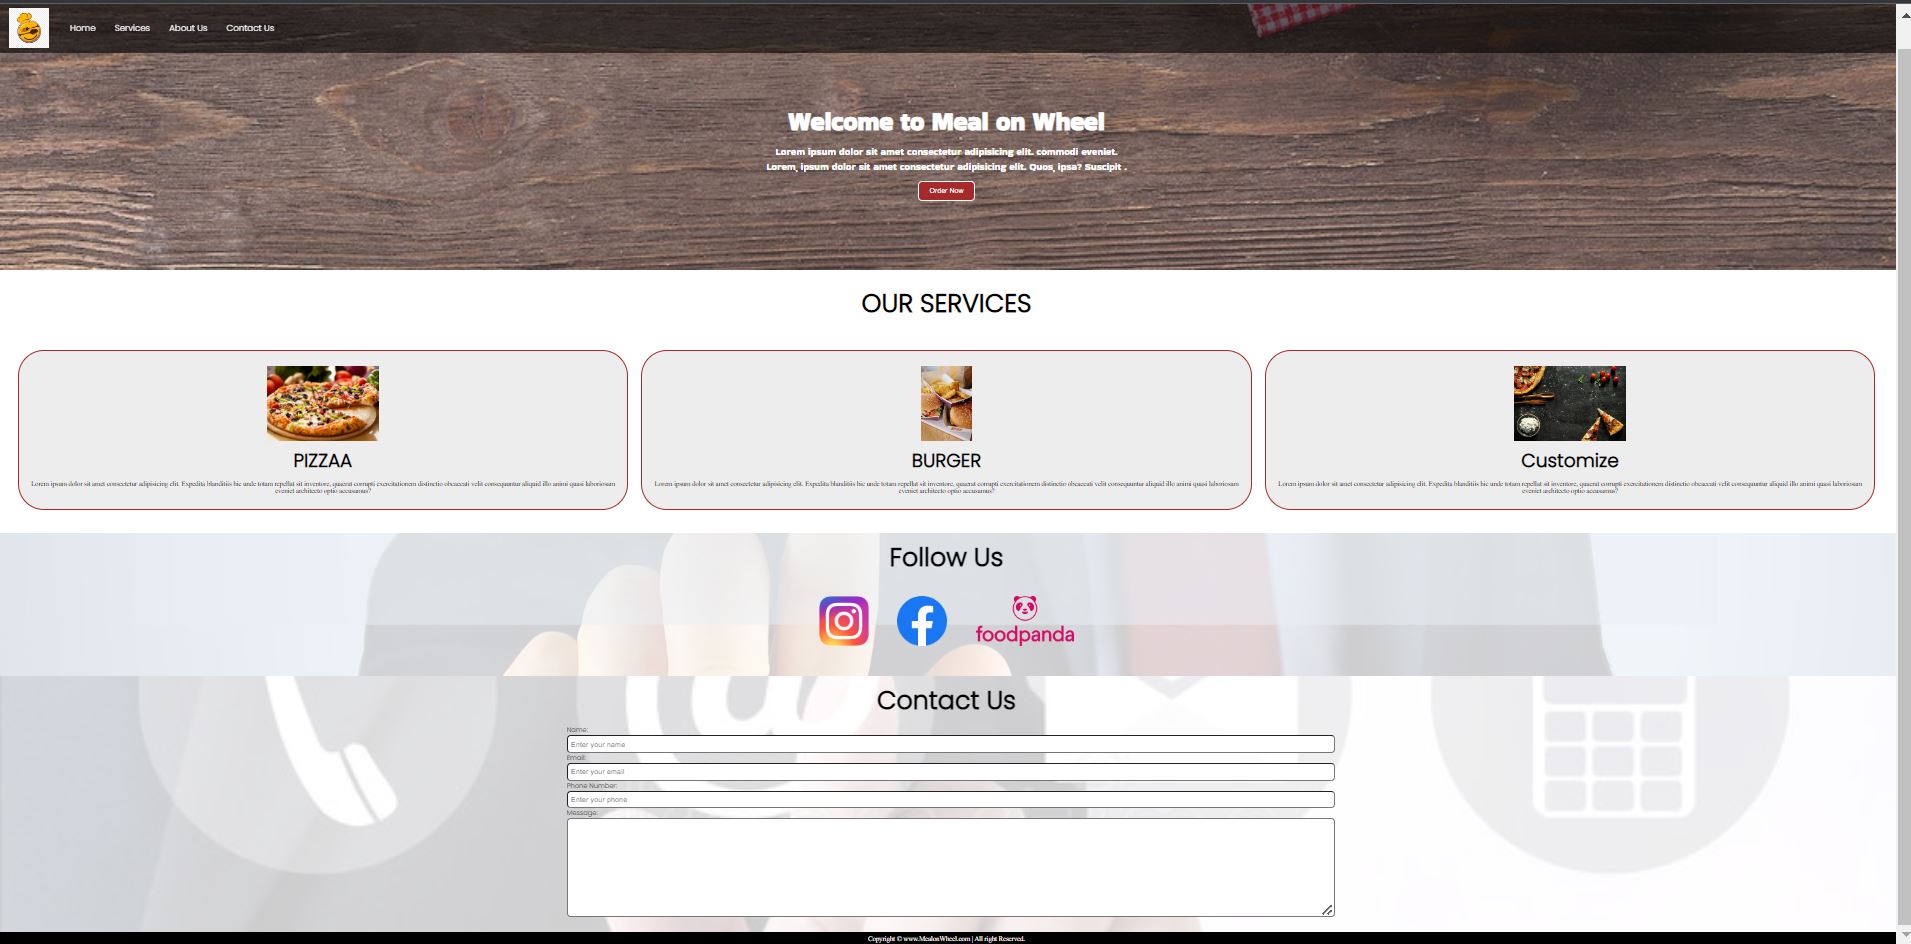 Home Services About Us Contact Us
Welcome to Meal on Wheel
Lorem ipsum dolor sit amet consectetur adipisicing elit. commodi eveniet.
Lorem, ipsum dolor sit amet consectetur adipisicing elit. Quos, ipsa? Suscipit .
Order Now
OUR SERVICES
PIZZAA
Lorem ipsum dolor sit amet consectetur adipisicing elit. Expedita blanditiis hic unde totam repellat sit inventore, quaerat corrupti exercitationem distinctio obcaecati velit consequuntur aliquid illo animi quasi laboriosam
eveniet architecto optio accusamus?
BURGER
Lorem ipsum dolor sit amet consectetur adipisicing elit. Expedita blanditiis hic unde totam repellat sit inventore, quaerat corrupti exercitationem distinctio obcaecati velit consequuntur aliquid illo animi quasi laboriosam
eveniet architecto optio accusamus?
Customize
Lorem ipsum dolor sit amet consectetur adipisicing elit. Expedita blanditiis hic unde totam repellat sit inventore, quaerat corrupti exercitationem distinctio obcaecati velit consequuntur aliquid illo animi quasi laboriosam
eveniet architecto optio accusamus?
Follow Us
foodpanda
Contact Us
Name:
Enter your name
Email:
Enter your email
Phone Number:
Enter your phone
Message:
Copyright © www.MealonWheel.com | All right Reserved.